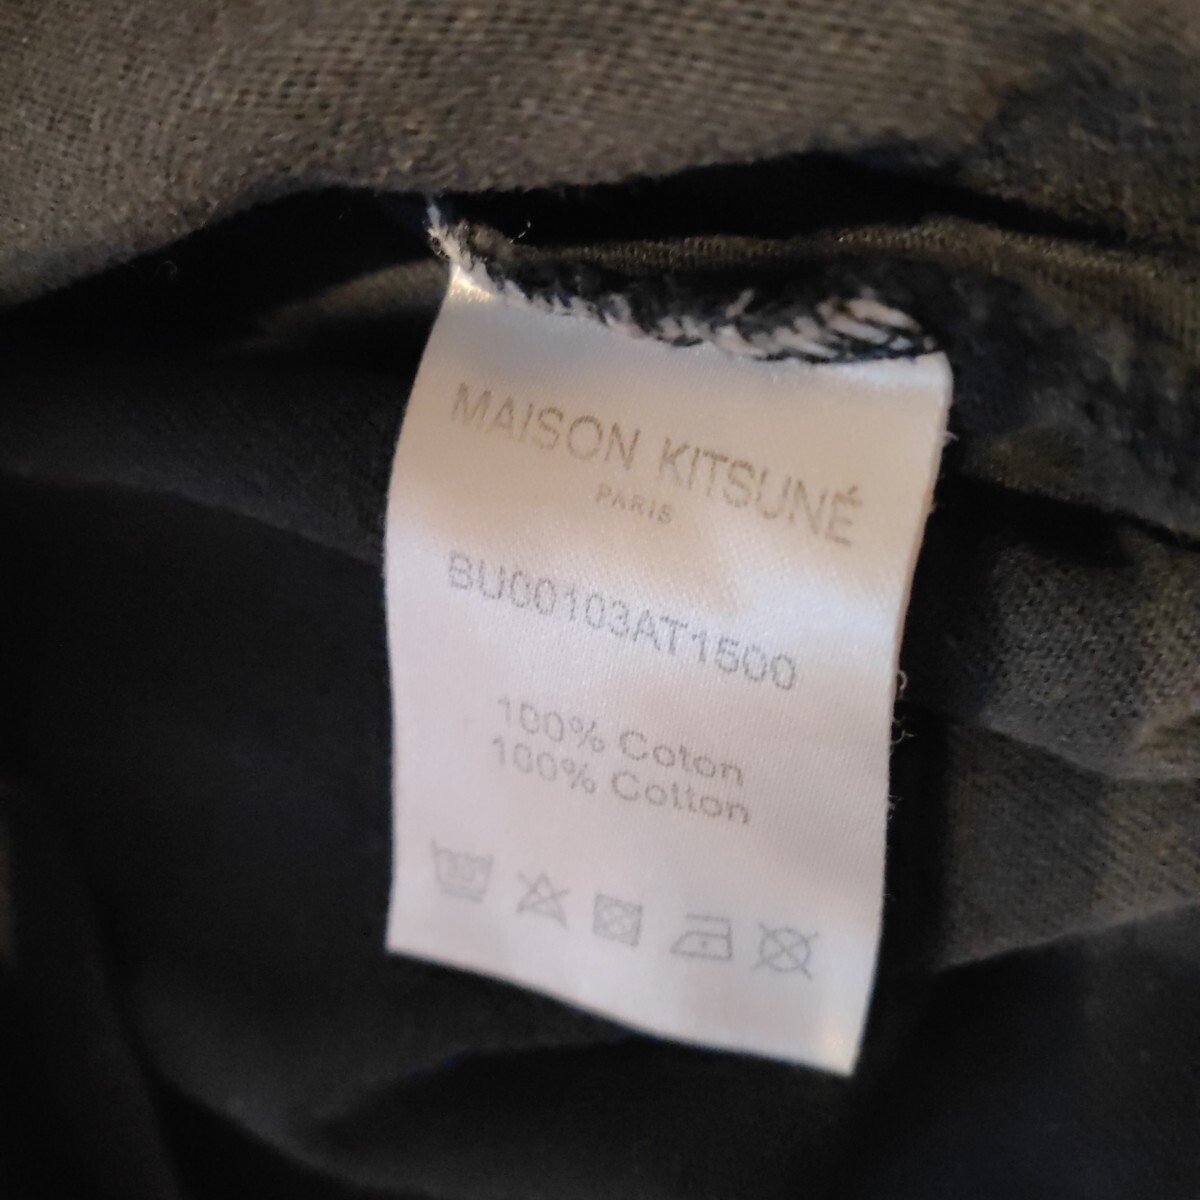 MAISON KITSUNÉ
PARIS
BU00103AT1500
100% Coton
100% Cotton